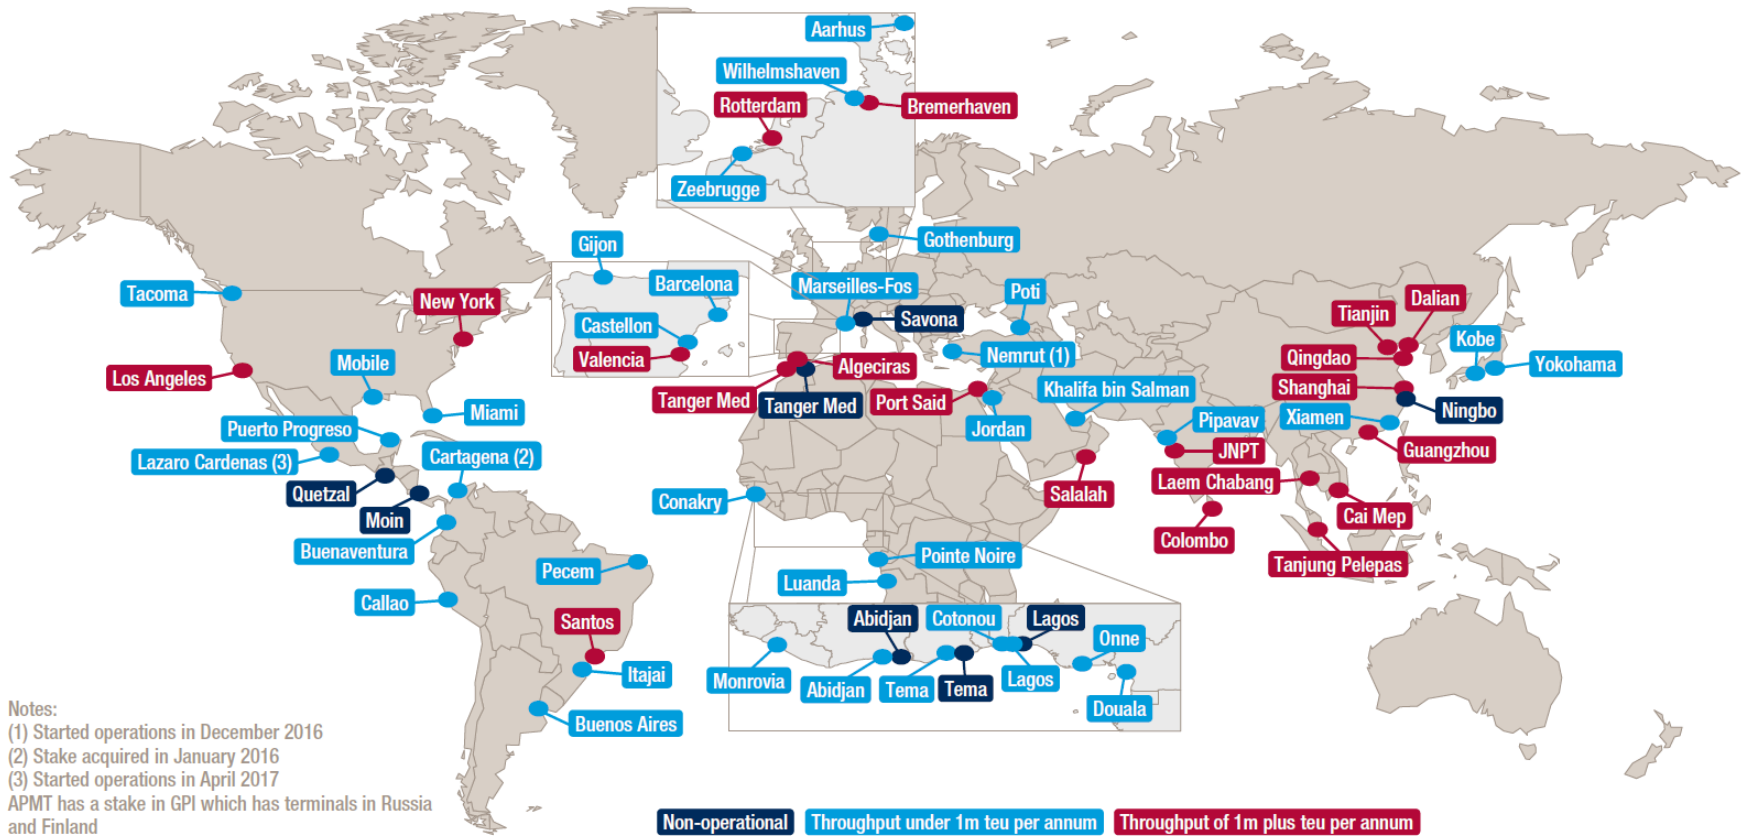 Aarhus
Wilhelmshaven
Rotterdam
Bremerhaven
Zeebrugge
Gothenburg
Gijon
Barcelona
Castellon
Valencia
Marseilles-Fos
Savona
Poti
Nemrut (1)
Algeciras
Tanger Med
Tanger Med
Port Said
Jordan
Khalifa bin Salman
Salalah
Tacoma
New York
Los Angeles
Mobile
Miami
Puerto Progreso
Lazaro Cardenas (3)
Cartagena (2)
Quetzal
Moin
Buenaventura
Callao
Pecem
Santos
Itajai
Buenos Aires
Conakry
Pointe Noire
Luanda
Abidjan
Cotonou
Lagos
Onne
Monrovia
Abidjan
Tema
Tema
Lagos
Douala
Tianjin
Dalian
Qingdao
Kobe
Yokohama
Shanghai
Ningbo
Xiamen
Guangzhou
Pipavav
JNPT
Laem Chabang
Cai Mep
Colombo
Tanjung Pelepas
Notes:
(1) Started operations in December 2016
(2) Stake acquired in January 2016
(3) Started operations in April 2017
APMT has a stake in GPI which has terminals in Russia
and Finland
Non-operational
Throughput under 1m teu per annum
Throughput of 1m plus teu per annum